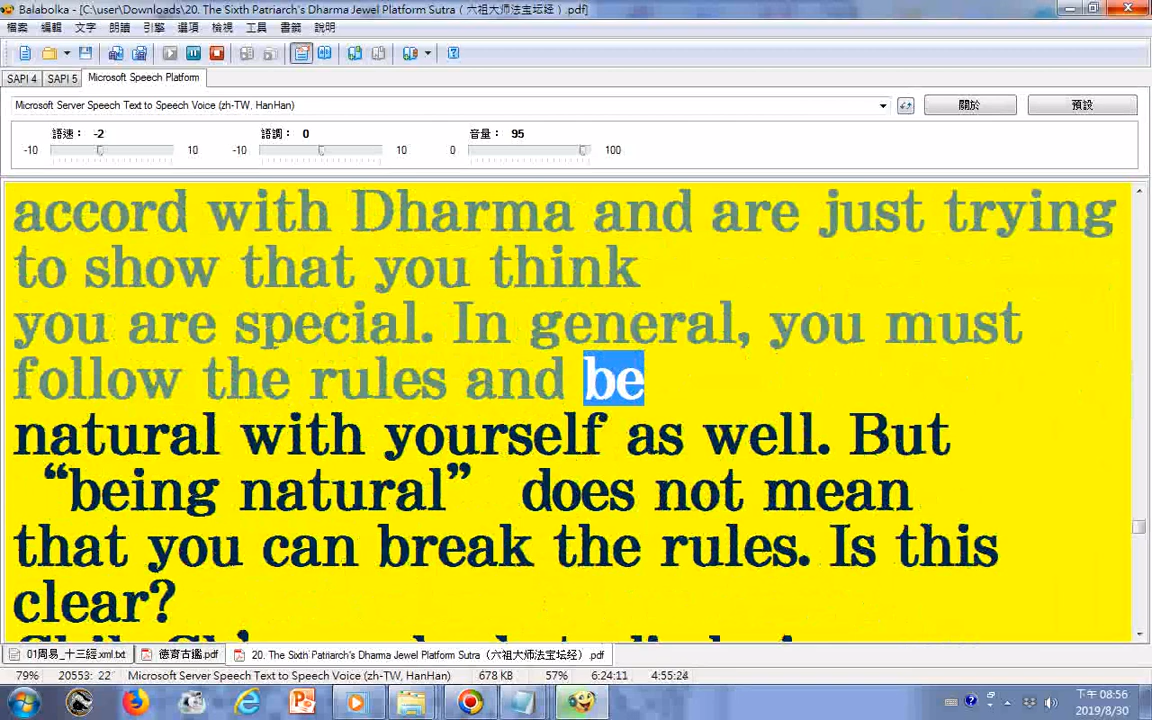 Balabolka - [C:\user\Downloads\20. The Sixth Patriarch's Dharma Jewel Platform Sutra（六祖大师法宝坛经）.pdf]
檔案 編輯 文字 朗讀 引擎 選項 檢視 工具 書籤 說明
SAPI 4 SAPI 5 Microsoft Speech Platform
Microsoft Server Speech Text to Speech Voice (zh-TW, HanHan) 關於 預設
語速： -2 語調： 0 音量： 95
-10 10 -10 10 0 100
accord with Dharma and are just trying
to show that you think
you are special. In general, you must
follow the rules and be
natural with yourself as well. But
“being natural” does not mean
that you can break the rules. Is this
clear?
01周易_十三經.xml.txt 德育古鑑.pdf 20. The Sixth Patriarch's Dharma Jewel Platform Sutra（六祖大师法宝坛经）.pdf
79% 20553: 22 Microsoft Server Speech Text to Speech Voice (zh-TW, HanHan) 678 KB 57% 6:24:11 4:55:24
下午 08:56
2019/8/30